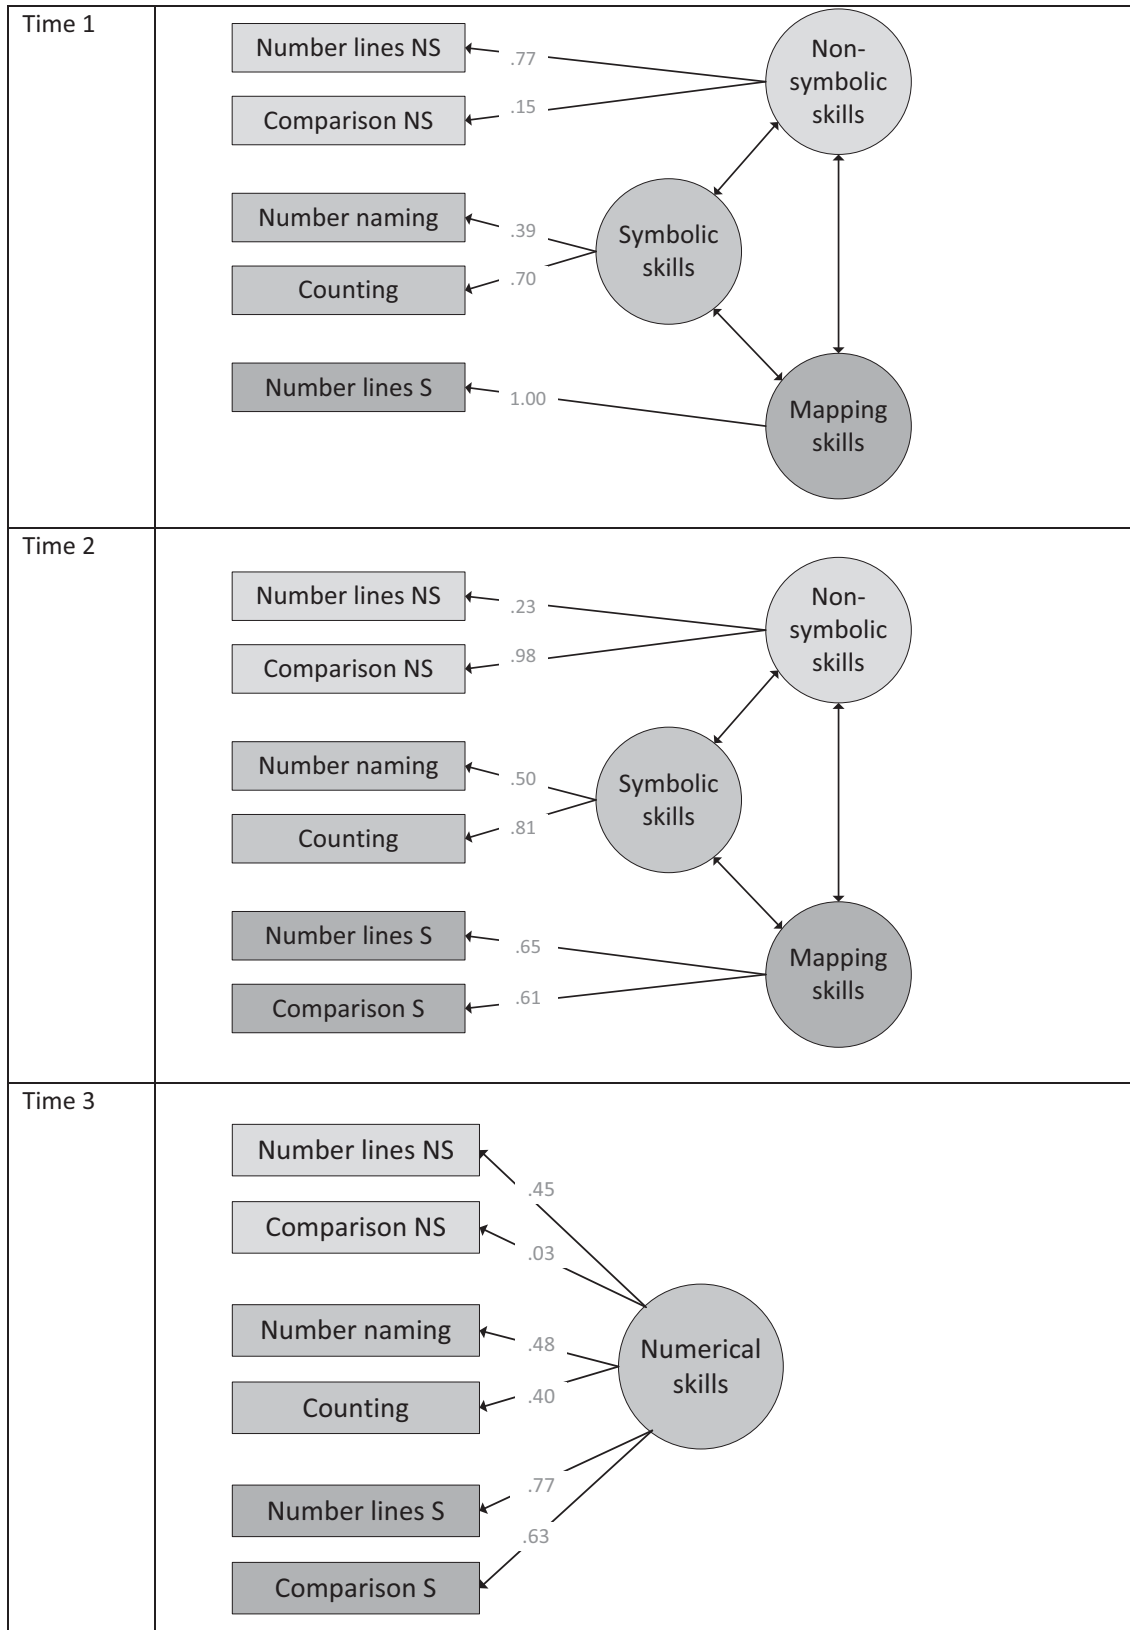 Time 1
Number lines NS
.77
Comparison NS
.15
Non-
symbolic
skills
Number naming
.39
Counting
.70
Symbolic
skills
Number lines S
1.00
Mapping
skills
Time 2
Number lines NS
.23
Comparison NS
.98
Non-
symbolic
skills
Number naming
.50
Counting
.81
Symbolic
skills
Number lines S
.65
Comparison S
.61
Mapping
skills
Time 3
Number lines NS
.45
Comparison NS
.03
Number naming
.48
Counting
.40
Numerical
skills
Number lines S
.77
Comparison S
.63